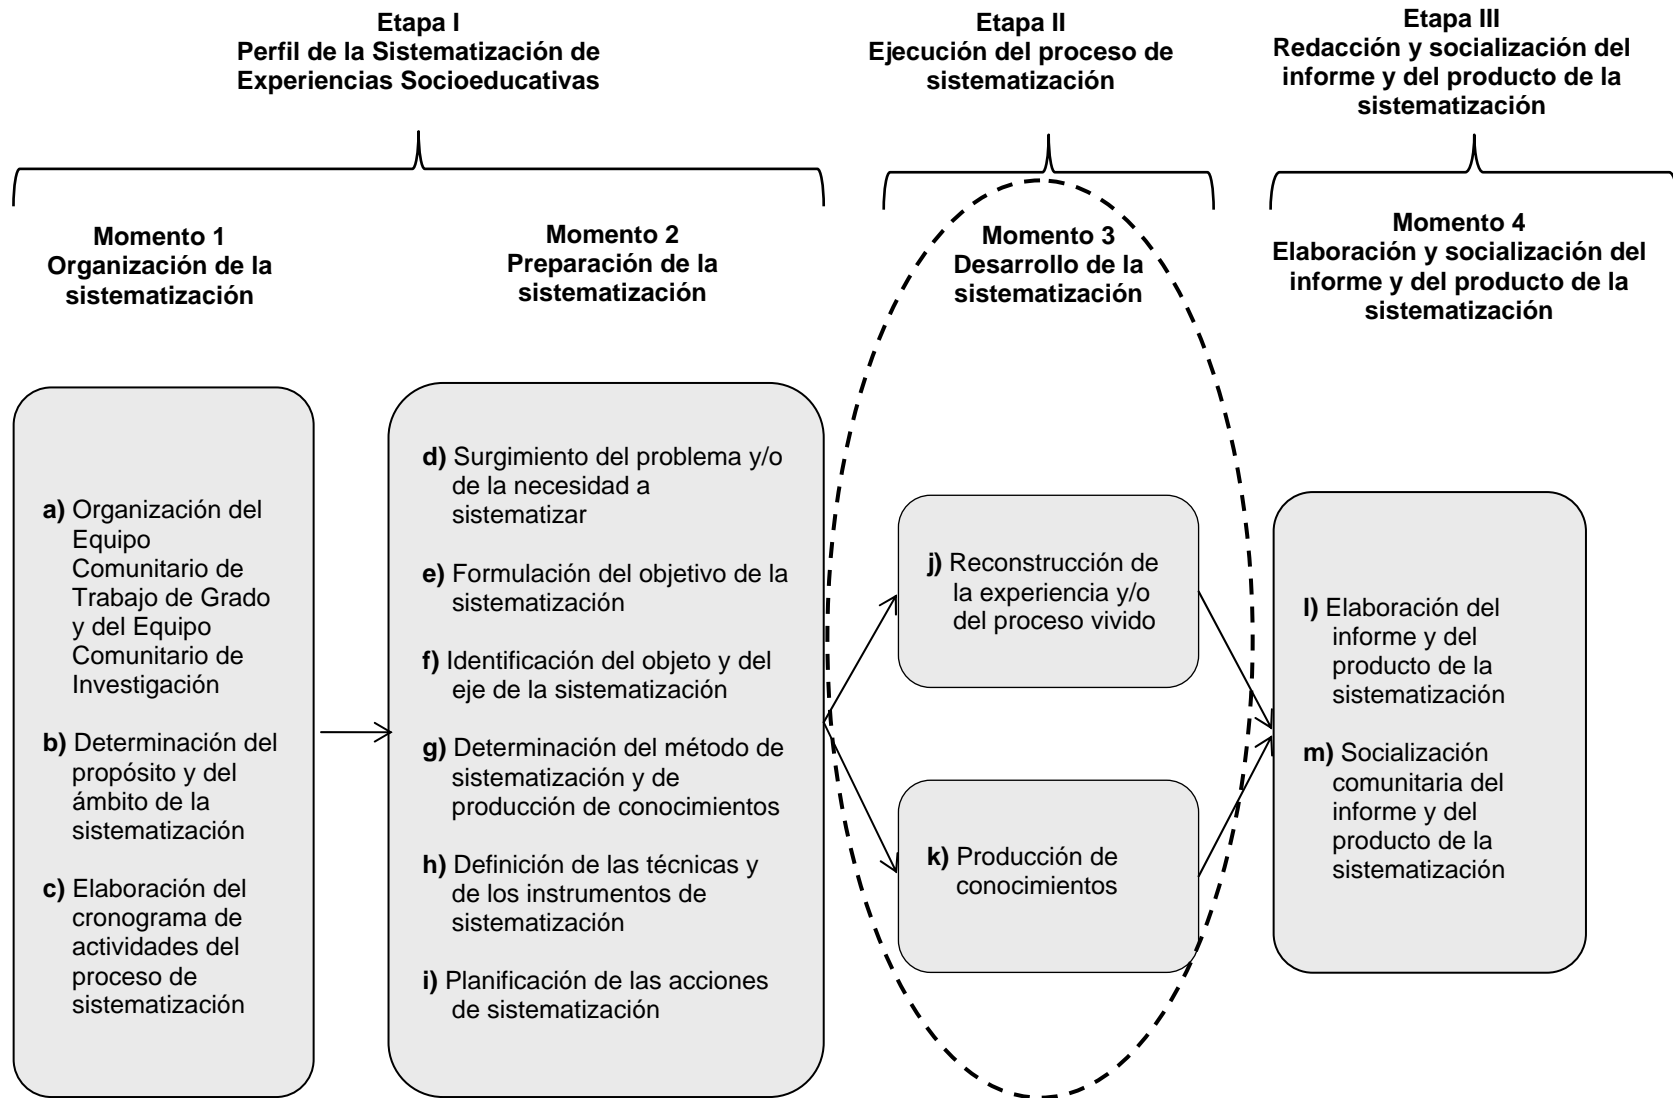 Etapa I
Perfil de la Sistematización de
Experiencias Socioeducativas
Etapa II
Ejecución del proceso de
sistematización
Etapa III
Redacción y socialización del
informe y del producto de la
sistematización
Momento 1
Organización de la
sistematización
Momento 2
Preparación de la
sistematización
Momento 3
Desarrollo de la
sistematización
Momento 4
Elaboración y socialización del
informe y del producto de la
sistematización
a) Organización del
Equipo
Comunitario de
Trabajo de Grado
y del Equipo
Comunitario de
Investigación
b) Determinación del
propósito y del
ámbito de la
sistematización
c) Elaboración del
cronograma de
actividades del
proceso de
sistematización
d) Surgimiento del problema y/o
de la necesidad a
sistematizar
e) Formulación del objetivo de la
sistematización
f) Identificación del objeto y del
eje de la sistematización
g) Determinación del método de
sistematización y de
producción de conocimientos
h) Definición de las técnicas y
de los instrumentos de
sistematización
i) Planificación de las acciones
de sistematización
j) Reconstrucción de
la experiencia y/o
del proceso vivido
k) Producción de
conocimientos
l) Elaboración del
informe y del
producto de la
sistematización
m) Socialización
comunitaria del
informe y del
producto de la
sistematización